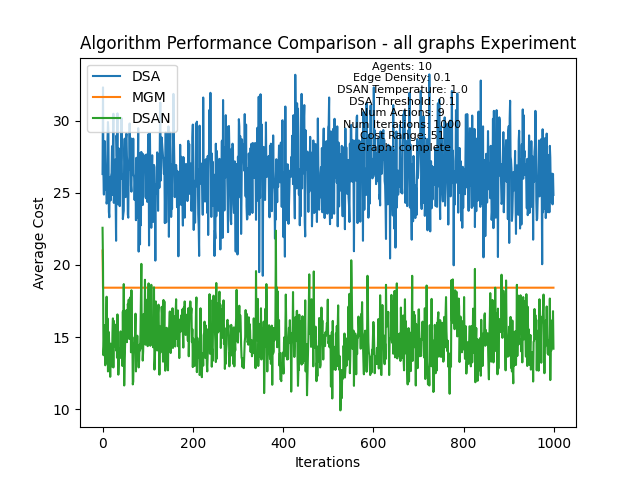 Algorithm Performance Comparison - all graphs Experiment
DSA
MGM
DSAN
Agents: 10
Edge Density: 0.1
DSAN Temperature: 1.0
DSA Threshold: 0.1
Num Actions: 9
Num Iterations: 1000
Cost Range: 51
Graph: complete
Average Cost
30
25
20
15
10
0
200
400
600
800
1000
Iterations